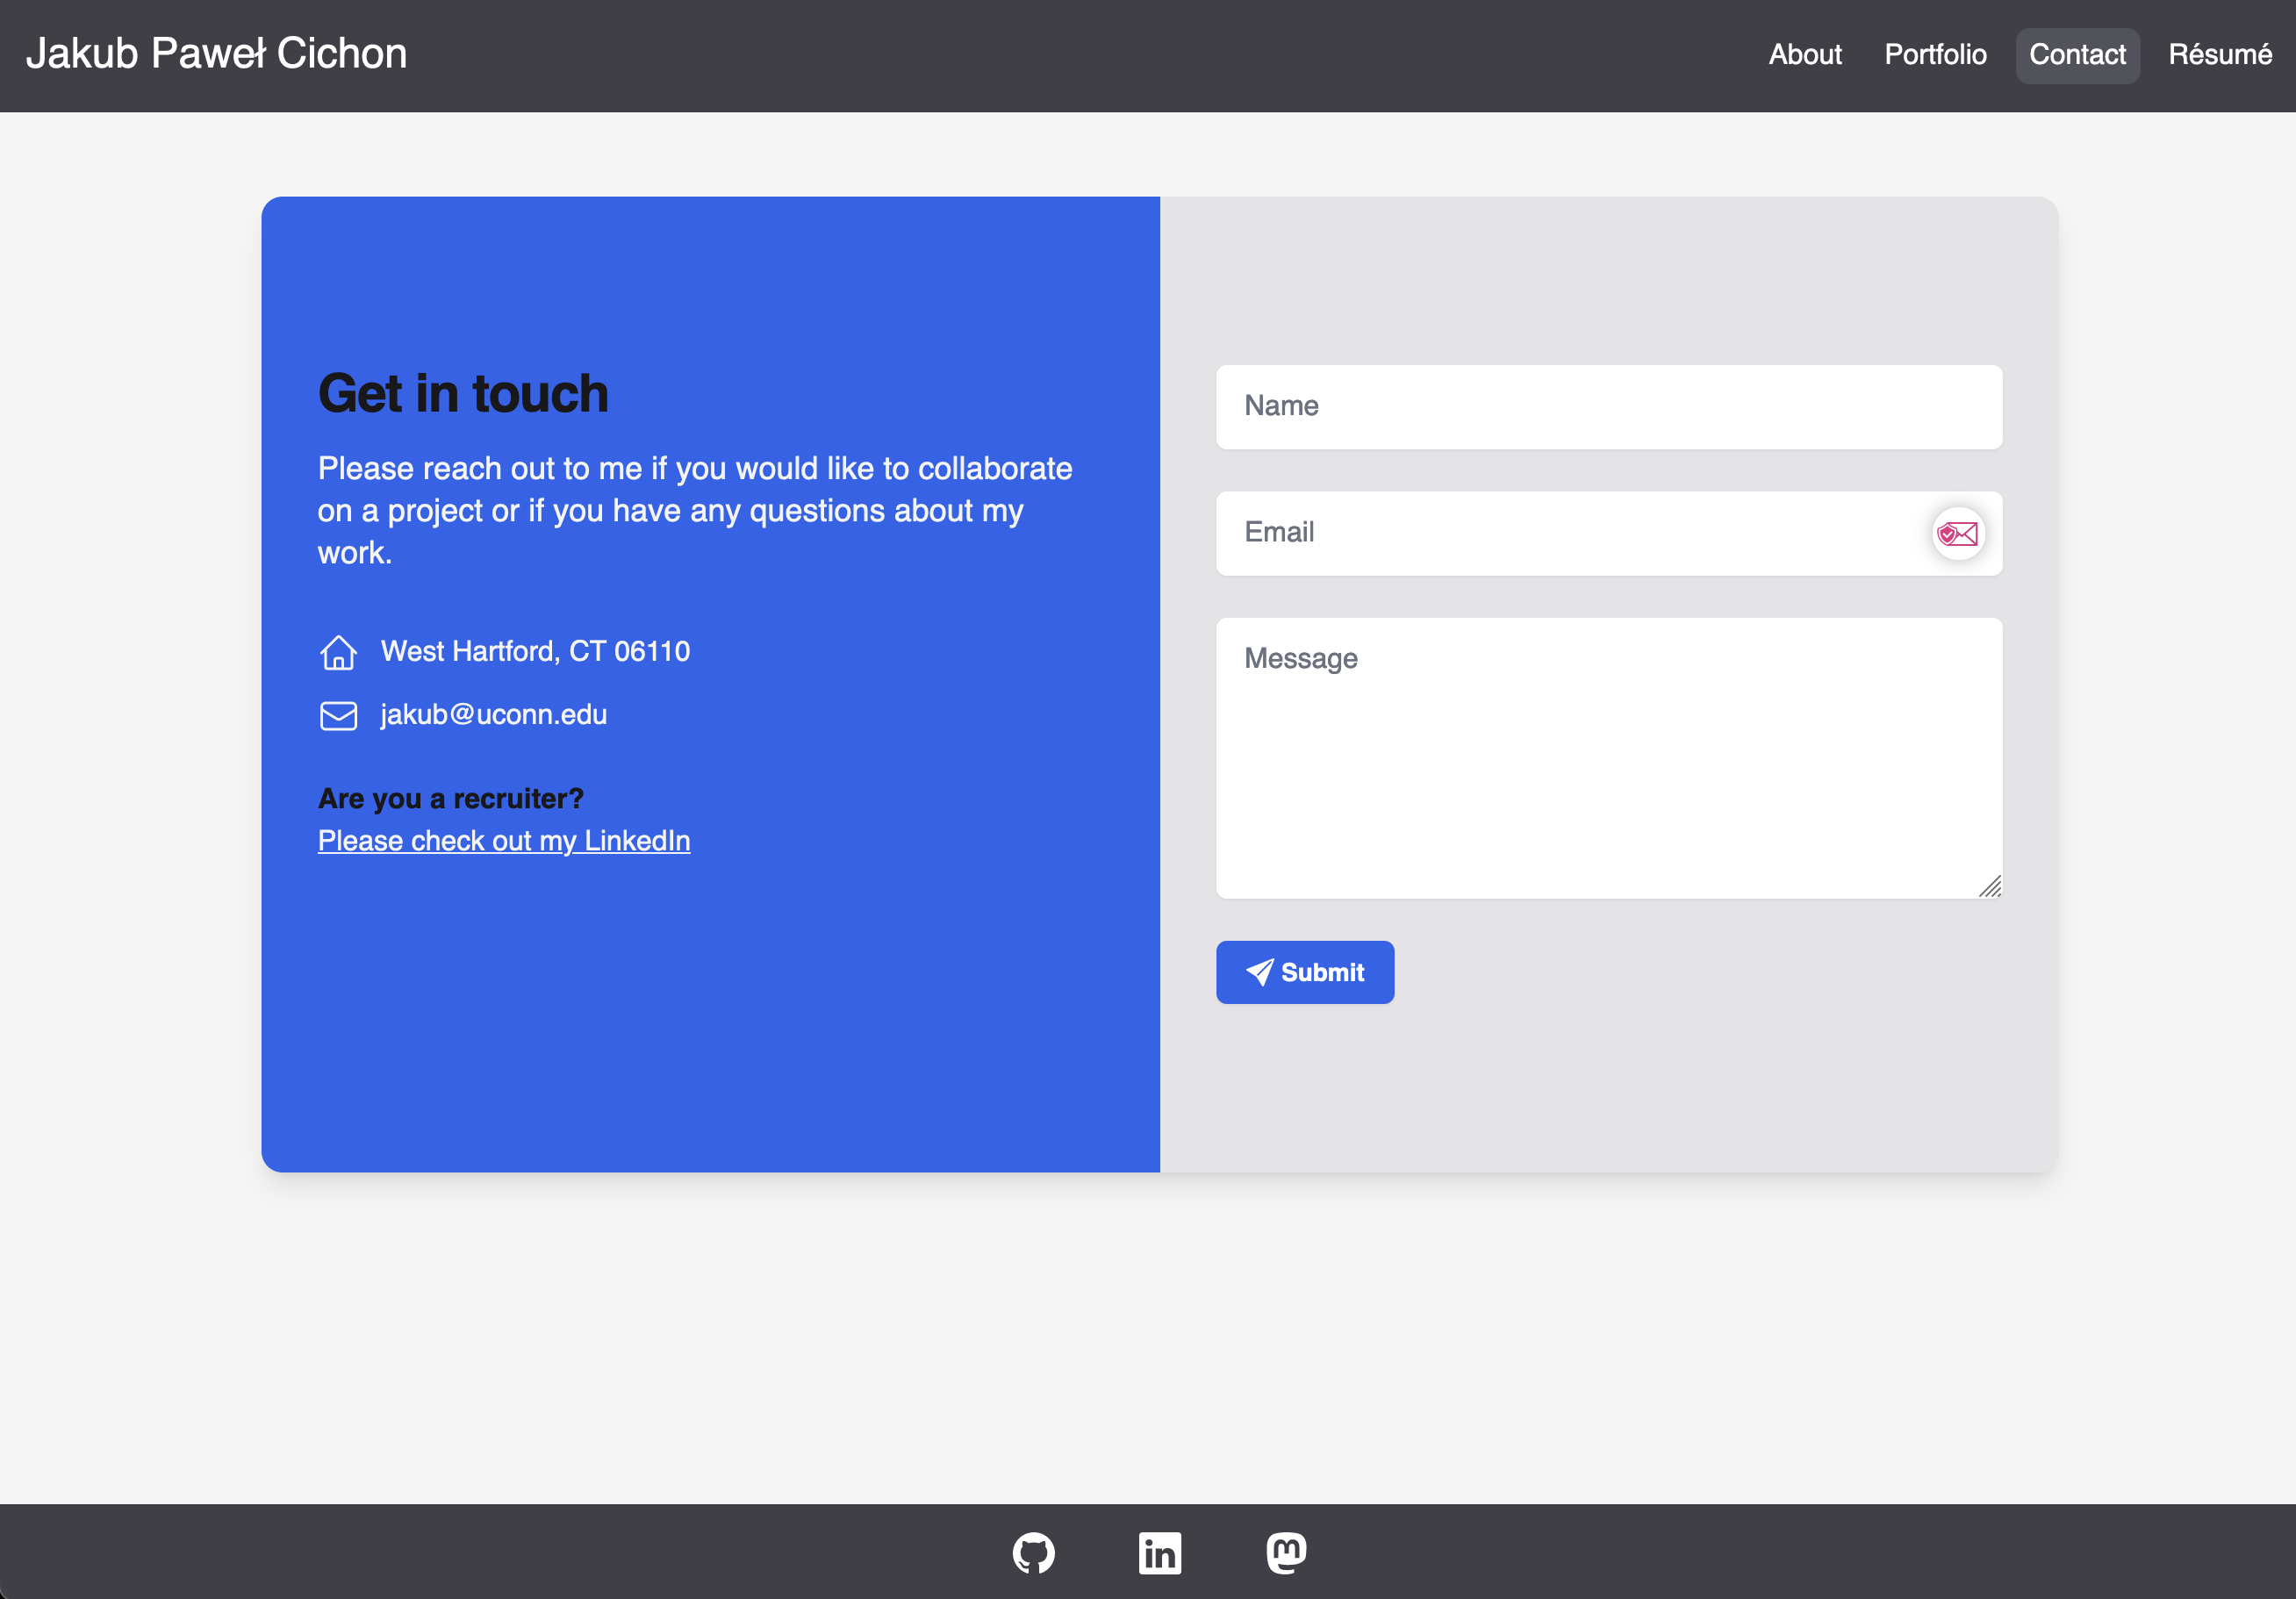 Jakub Paweł Cichon
About Portfolio Contact Résumé
Get in touch
Please reach out to me if you would like to collaborate
on a project or if you have any questions about my
work.
West Hartford, CT 06110
jakub@uconn.edu
Are you a recruiter?
Please check out my LinkedIn
Name
Email
Message
Submit
in